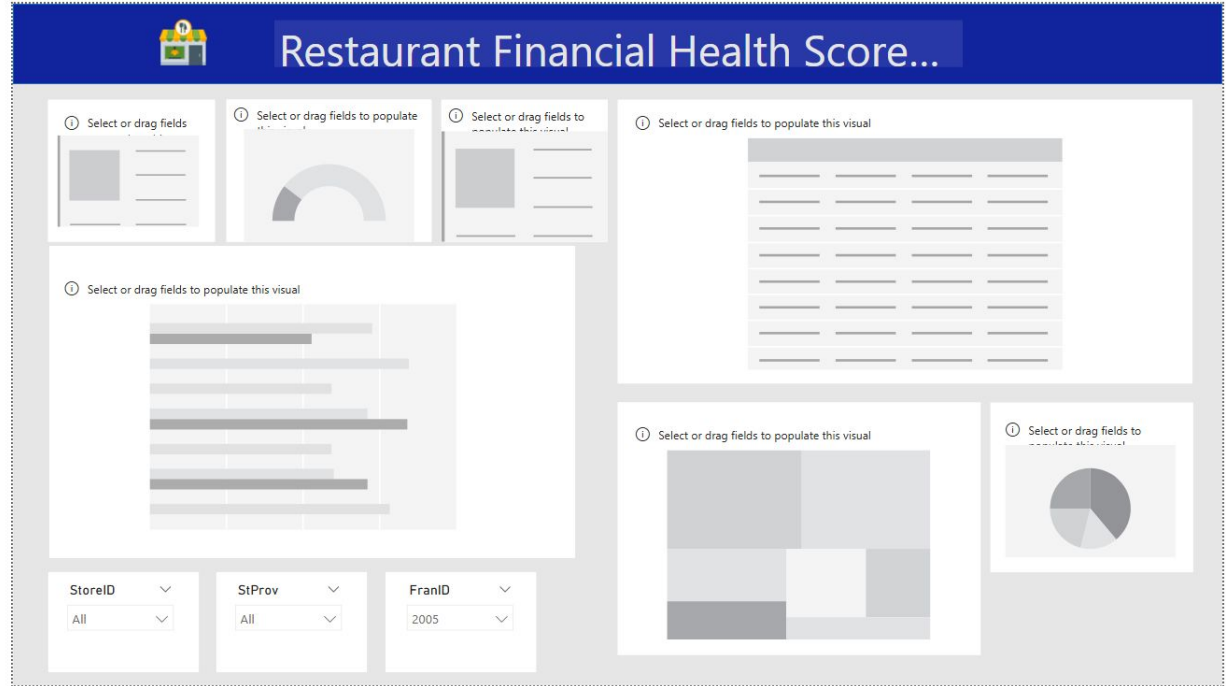 Restaurant Financial Health Score...
Select or drag fields
Select or drag fields to populate
Select or drag fields to
Select or drag fields to populate this visual
Select or drag fields to populate this visual
Select or drag fields to populate this visual
Select or drag fields to
StoreID
StProv
FranID
All
All
2005